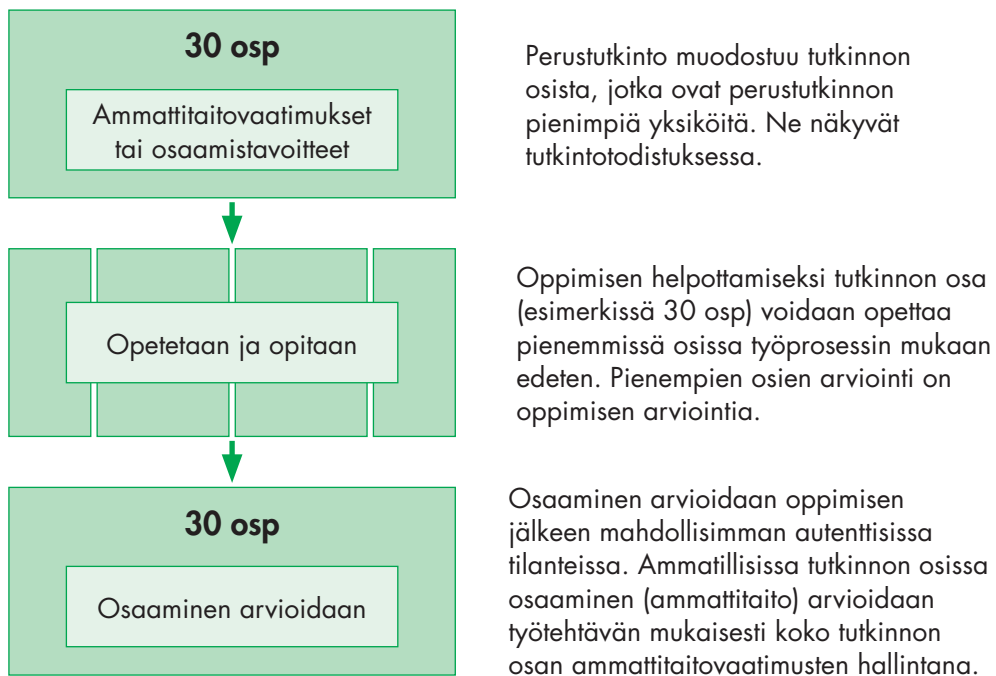 30 osp
Ammattitaitovaatimukset
tai osaamistavoitteet
Perustutkinto muodostuu tutkinnon
osista, jotka ovat perustutkinnon
pienimpiä yksiköitä. Ne näkyvät
tutkintotodistuksessa.
Opetetaan ja opitaan
Oppimisen helpottamiseksi tutkinnon osa
(esimerkissä 30 osp) voidaan opettaa
pienemmissä osissa työprosessin mukaan
edeten. Pienempien osien arviointi on
oppimisen arviointia.
30 osp
Osaaminen arvioidaan
Osaaminen arvioidaan oppimisen
jälkeen mahdollisimman autenttisissa
tilanteissa. Ammatillisissa tutkinnon osissa
osaaminen (ammattitaito) arvioidaan
työtehtävän mukaisesti koko tutkinnon
osan ammattitaitovaatimusten hallintana.